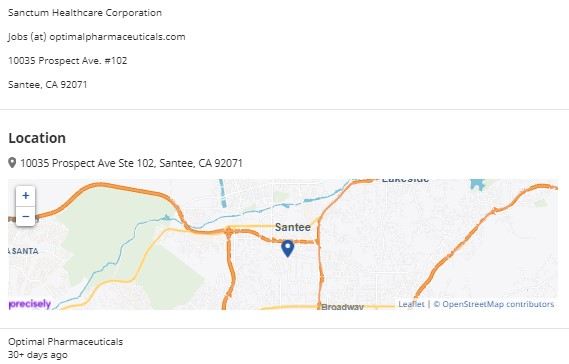 Sanctum Healthcare Corporation
Jobs (at) optimalpharmaceuticals.com
10035 Prospect Ave. #102
Santee, CA 92071
Location
10035 Prospect Ave Ste 102, Santee, CA 92071
+
−
Lakeside
Santee
ASANTA
precisely
Broadway
Leaflet | © OpenStreetMap contributors
Optimal Pharmaceuticals
30+ days ago